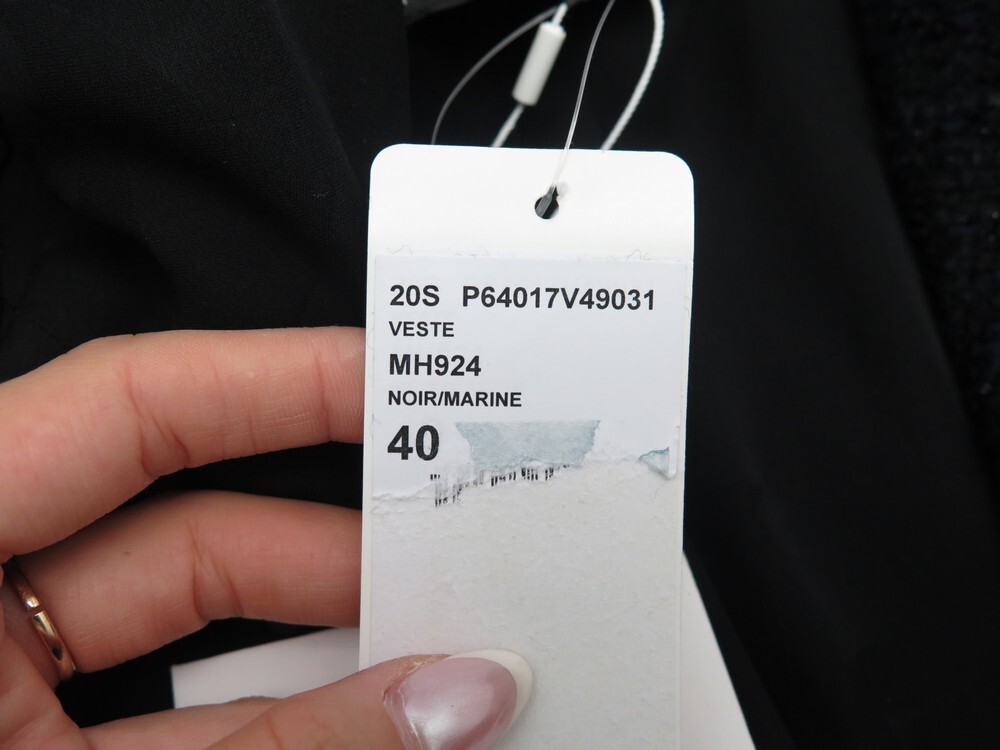 20S P64017V49031
VESTE
MH924
NOIR/MARINE
40